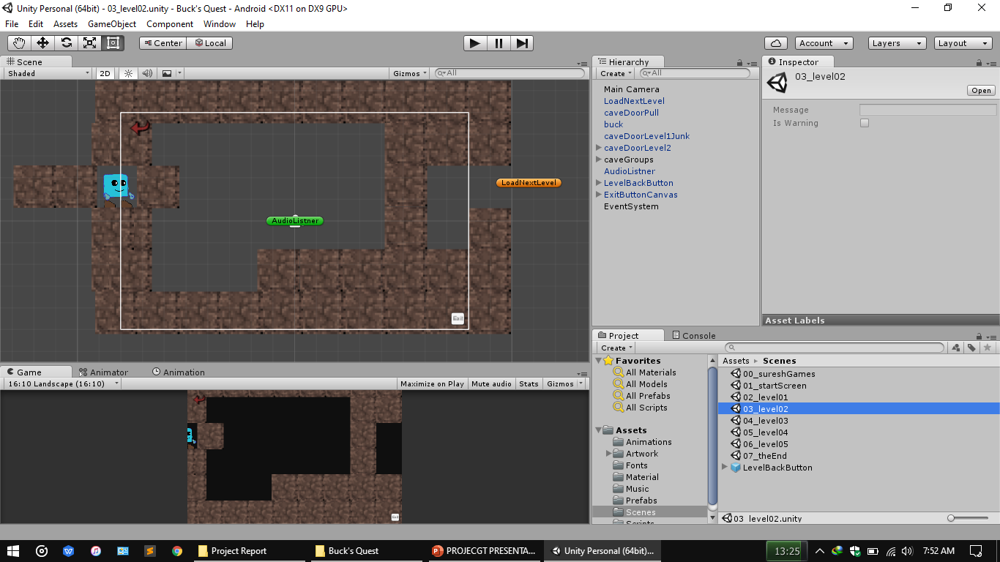 Unity Personal (64bit) - 03_level02.unity - Buck's Quest - Android <DX11 on DX9 GPU>
File Edit Assets GameObject Component Window Help
Center Local Account Layers Layout
Scene
Shaded 2D Gizmos All
LoadNextLevel
AudioListner
Exit
Hierarchy
Create All
Main Camera
LoadNextLevel
caveDoorPull
buck
caveDoorLevel1Junk
caveDoorLevel2
caveGroups
AudioListner
LevelBackButton
ExitButtonCanvas
EventSystem
Inspector
03_level02
Open
Message
Is Warning
Asset Labels
Game Animator Animation
16:10 Landscape (16:10) Maximize on Play Mute audio Stats Gizmos
Exit
Project Console
Create
Favorites
All Materials
All Models
All Prefabs
All Scripts
Assets
Animations
Artwork
Fonts
Material
Music
Prefabs
Scenes
Scripts
Assets Scenes
00_sureshGames
01_startScreen
02_level01
03_level02
04_level03
05_level04
06_level05
07_theEnd
LevelBackButton
03_level02.unity
Project Report Buck's Quest PROJECGT PRESENTA... Unity Personal (64bit)... 13:25 7:52 AM